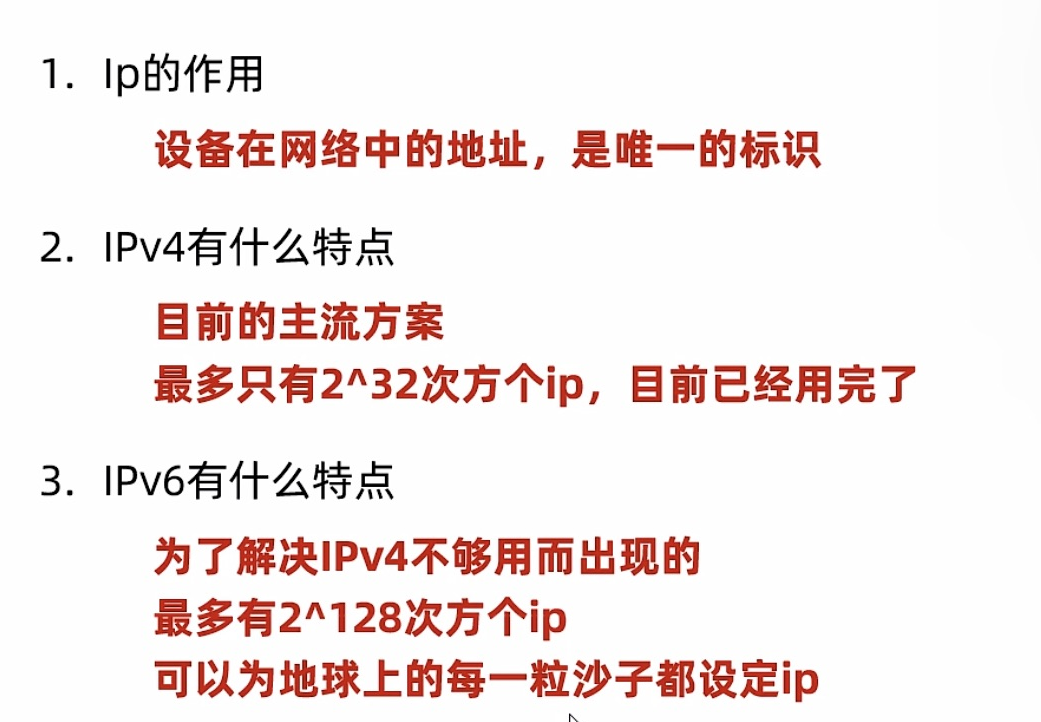 1. Ip的作用
设备在网络中的地址，是唯一的标识
2. IPv4有什么特点
目前的主流方案
最多只有2^32次方个ip，目前已经用完了
3. IPv6有什么特点
为了解决IPv4不够用而出现的
最多有2^128次方个ip
可以为地球上的每一粒沙子都设定ip